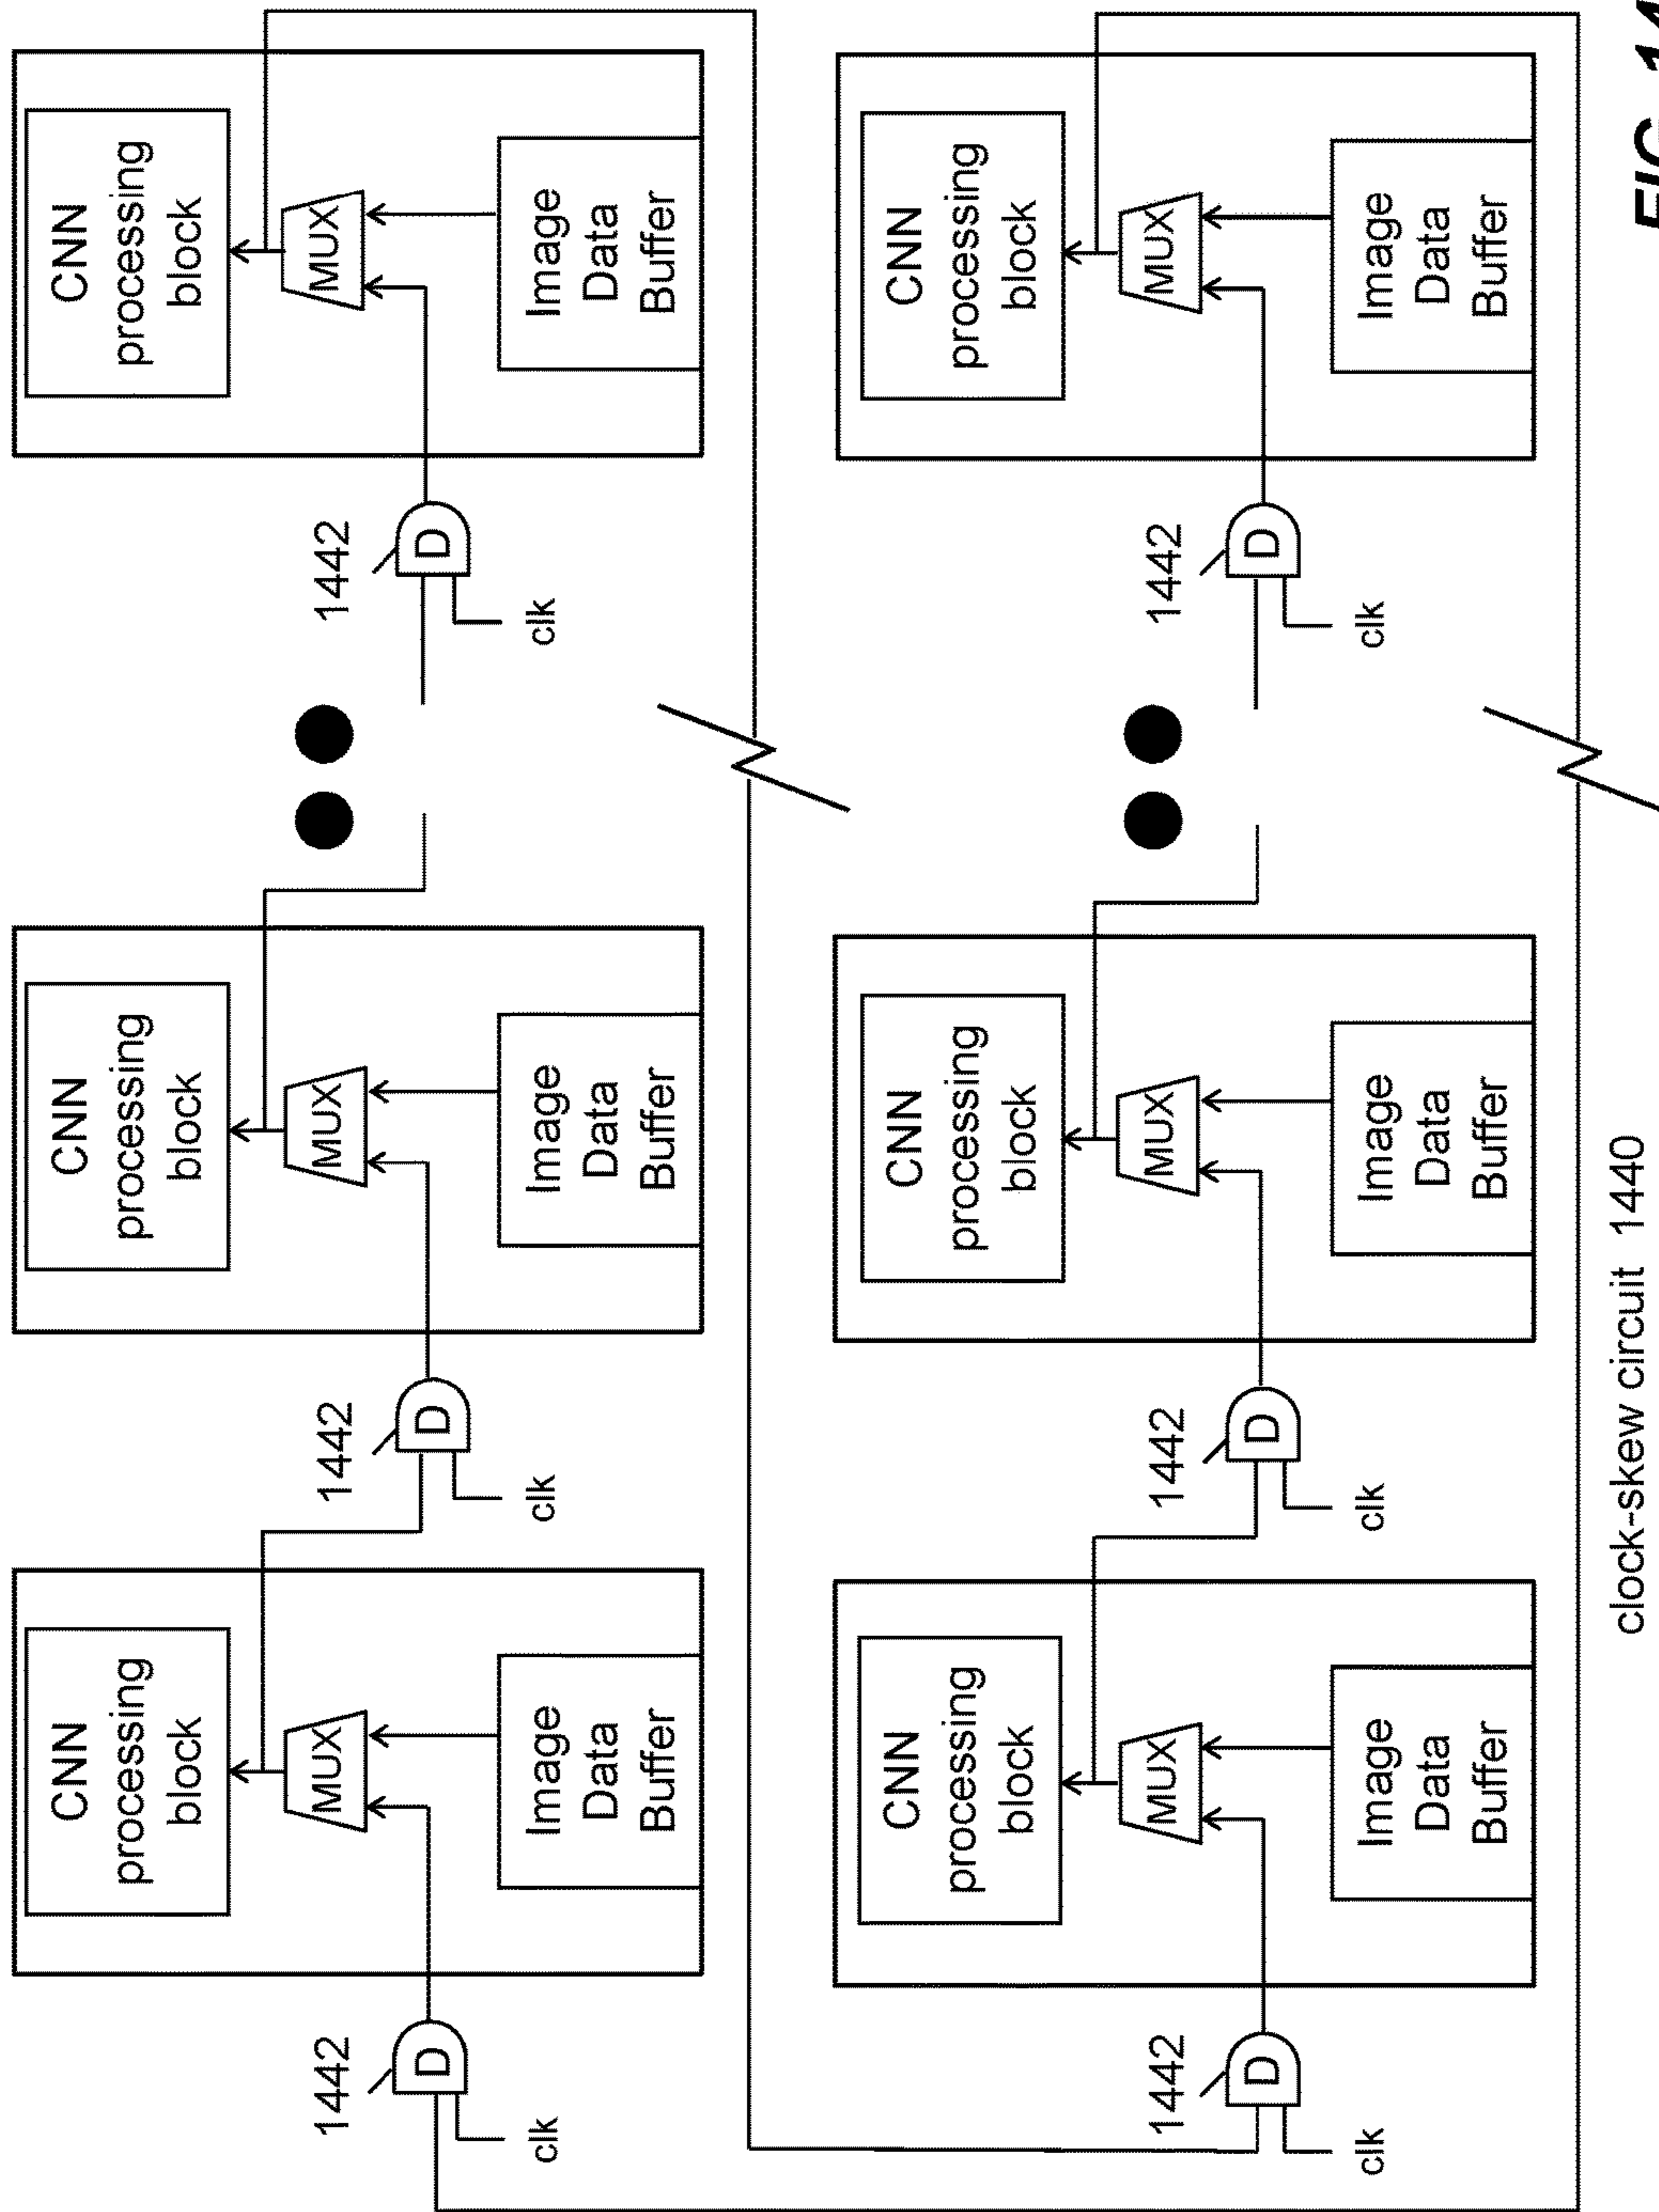 CNN
processing
block
CNN
processing
block
CNN
processing
block
1442
MUX
1442
MUX
1442
MUX
D
D
D
clk
Image
Data
Buffer
clk
Image
Data
Buffer
clk
Image
Data
Buffer
CNN
processing
block
CNN
processing
block
CNN
processing
block
1442
MUX
1442
MUX
1442
MUX
D
D
D
clk
Image
Data
Buffer
clk
Image
Data
Buffer
clk
Image
Data
Buffer
clock-skew circuit 1440
FIG.